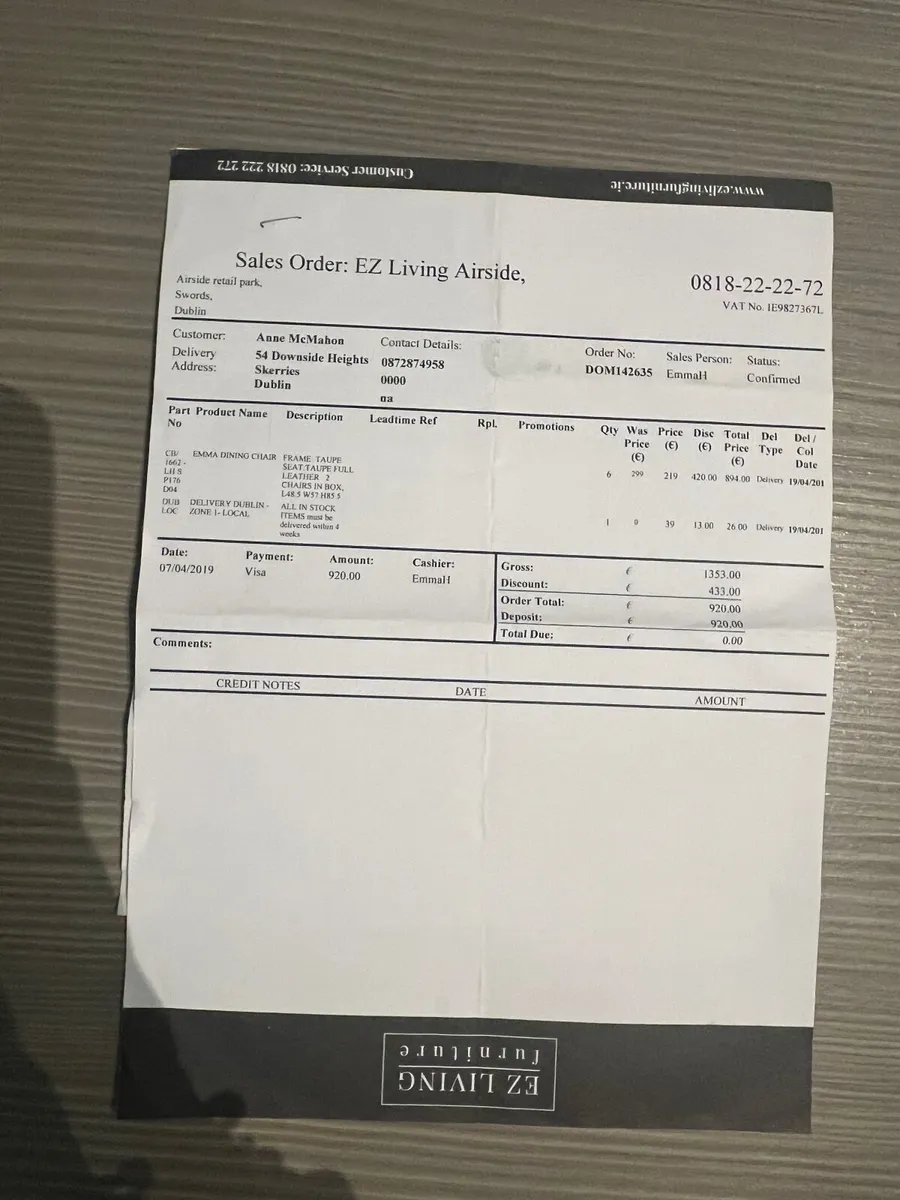 Customer Service: 0818 222 272 www.ezlivingfurniture.ie
Sales Order: EZ Living Airside,
Airside retail park,
Swords,
Dublin
0818-22-22-72
VAT No. IE9827367L
Customer: Anne McMahon
Delivery Address: 54 Downside Heights
Skerries
Dublin
Contact Details:
0872874958
0000
na
Order No: Sales Person: Status:
DOM142635 EmmaH Confirmed
Part No Product Name Description Leadtime Ref Rpl. Promotions Qty Was Price (€) Price (€) Disc (€) Total Price (€) Del Type Del / Col Date
CB/ 1662 - LH S P176 D04 EMMA DINING CHAIR FRAME TAUPE SEAT:TAUPE FULL LEATHER 2 CHAIRS IN BOX, L48.5 W57 H85.5 6 299 219 420.00 894.00 Delivery 19/04/201
DUB LOC DELIVERY DUBLIN - ZONE 1- LOCAL ALL IN STOCK ITEMS must be delivered within 4 weeks 1 0 39 13.00 26.00 Delivery 19/04/201
Date: Payment: Amount: Cashier:
07/04/2019 Visa 920.00 EmmaH
Gross: € 1353.00
Discount: € 433.00
Order Total: € 920.00
Deposit: € 920.00
Total Due: € 0.00
Comments:
CREDIT NOTES DATE AMOUNT
EZ LIVING
furniture